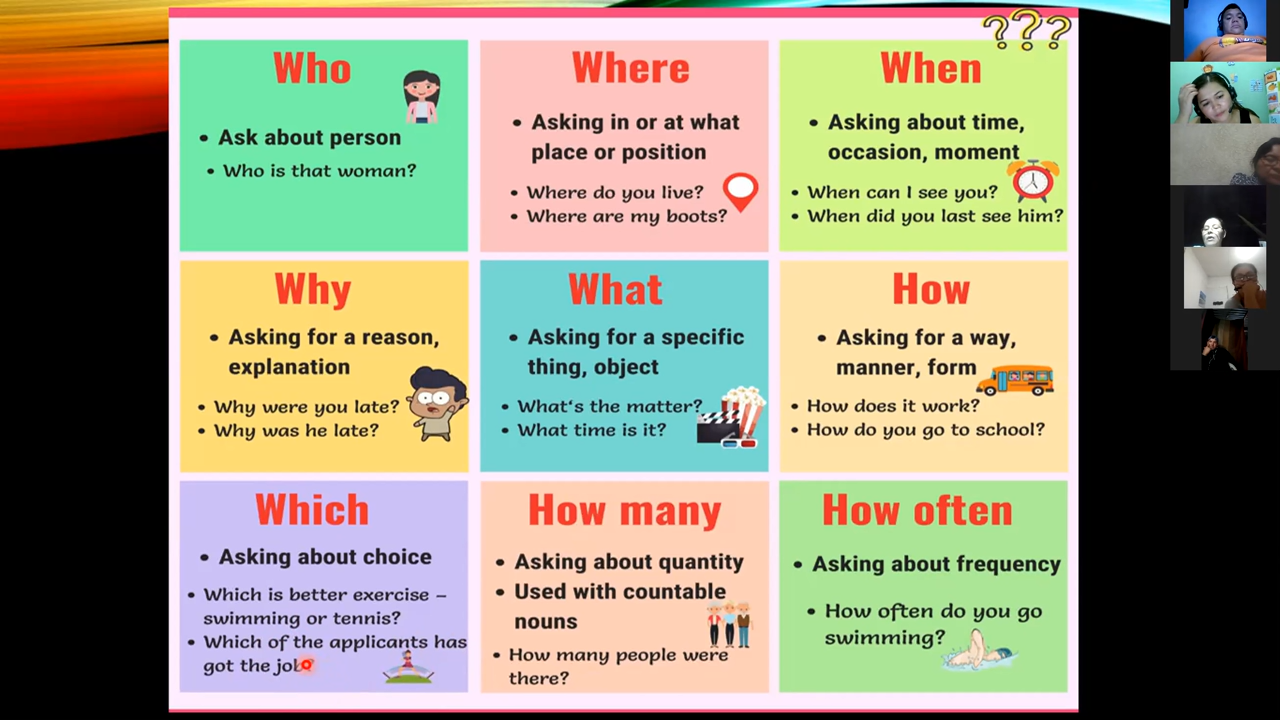 ???
Who
• Ask about person
• Who is that woman?
Where
• Asking in or at what
place or position
• Where do you live?
• Where are my boots?
When
• Asking about time,
occasion, moment
• When can I see you?
• When did you last see him?
Why
• Asking for a reason,
explanation
• Why were you late?
• Why was he late?
What
• Asking for a specific
thing, object
• What's the matter?
• What time is it?
How
• Asking for a way,
manner, form
• How does it work?
• How do you go to school?
Which
• Asking about choice
• Which is better exercise –
swimming or tennis?
• Which of the applicants has
got the job?
How many
• Asking about quantity
• Used with countable
nouns
• How many people were
there?
How often
• Asking about frequency
• How often do you go
swimming?